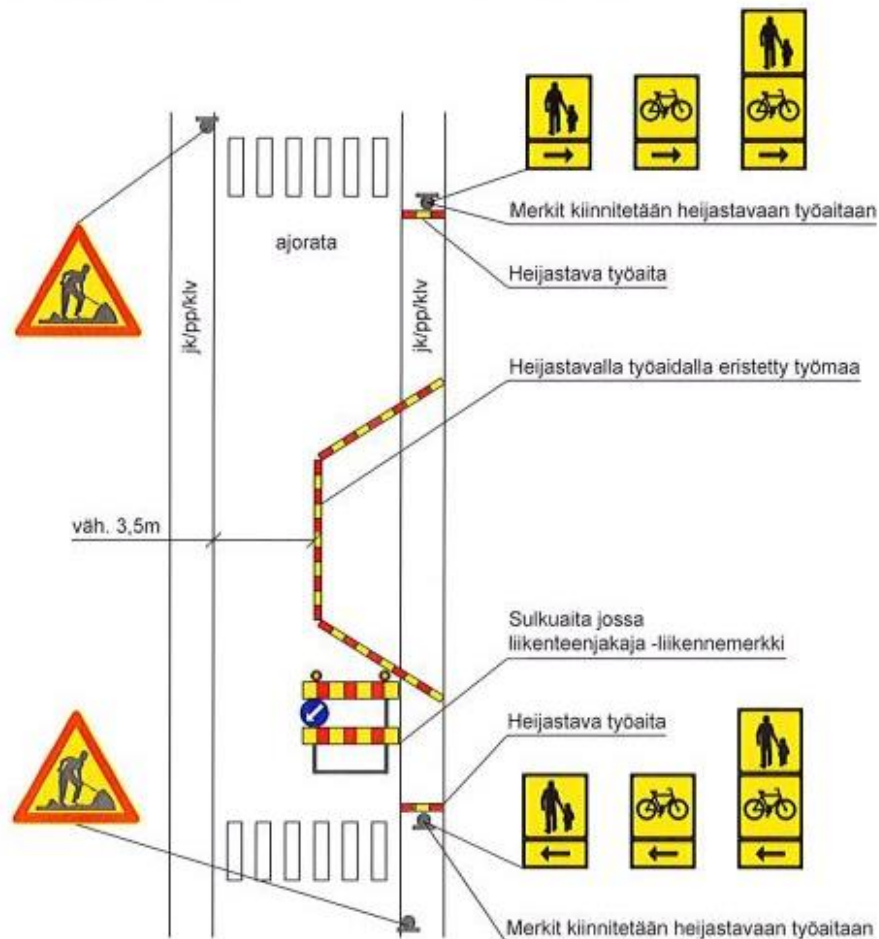 Merkit kiinnitetään heijastavaan työaitaan
ajorata
Heijastava työaita
jk/pp/klv
jk/pp/klv
Heijastavalla työaidalla eristetty työmaa
väh. 3,5m
Sulkuaita jossa
liikenteenjakaja -liikennemerkki
Heijastava työaita
Merkit kiinnitetään heijastavaan työaitaan